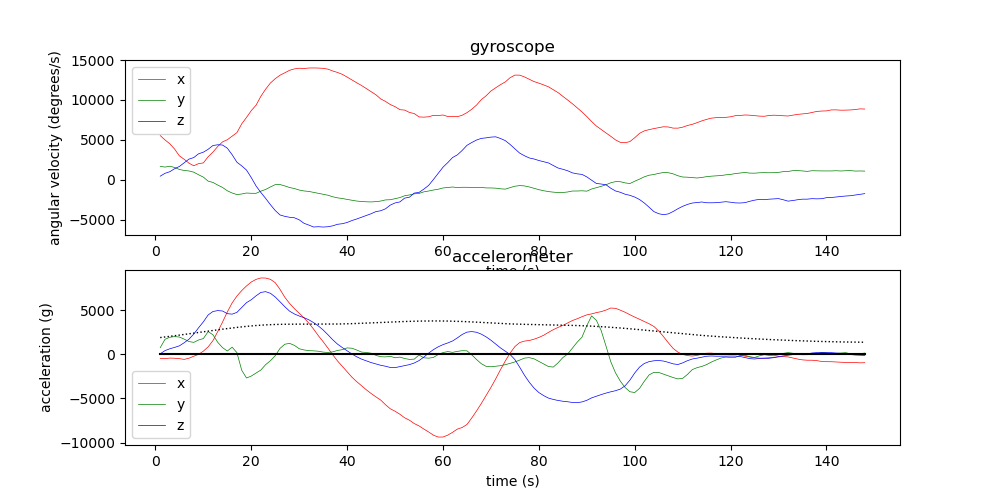 gyroscope
angular velocity (degrees/s)
15000
10000
5000
0
−5000
x
y
z
0 20 40 60 80 100 120 140
time (s)
accelerometer
acceleration (g)
5000
0
−5000
−10000
x
y
z
0 20 40 60 80 100 120 140
time (s)